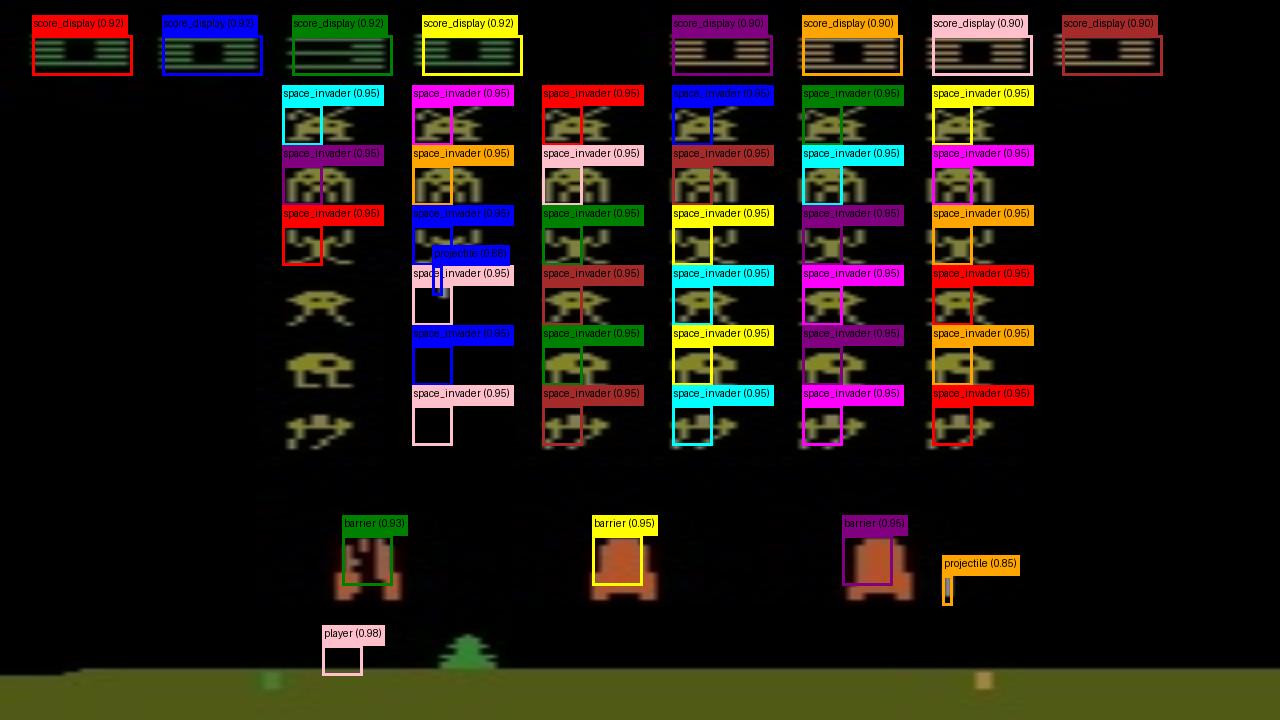 score_display (0.92) score_display (0.92) score_display (0.92) score_display (0.92) score_display (0.90) score_display (0.90) score_display (0.90) score_display (0.90)
space_invader (0.95) space_invader (0.95) space_invader (0.95) space_invader (0.95) space_invader (0.95) space_invader (0.95)
space_invader (0.95) space_invader (0.95) space_invader (0.95) space_invader (0.95) space_invader (0.95) space_invader (0.95)
space_invader (0.95) space_invader (0.95) space_invader (0.95) space_invader (0.95) space_invader (0.95) space_invader (0.95)
projectile
space_invader (0.95) space_invader (0.95) space_invader (0.95) space_invader (0.95) space_invader (0.95)
space_invader (0.95) space_invader (0.95) space_invader (0.95) space_invader (0.95) space_invader (0.95)
space_invader (0.95) space_invader (0.95) space_invader (0.95) space_invader (0.95) space_invader (0.95)
barrier (0.93) barrier (0.95) barrier (0.95)
projectile (0.85)
player (0.98)